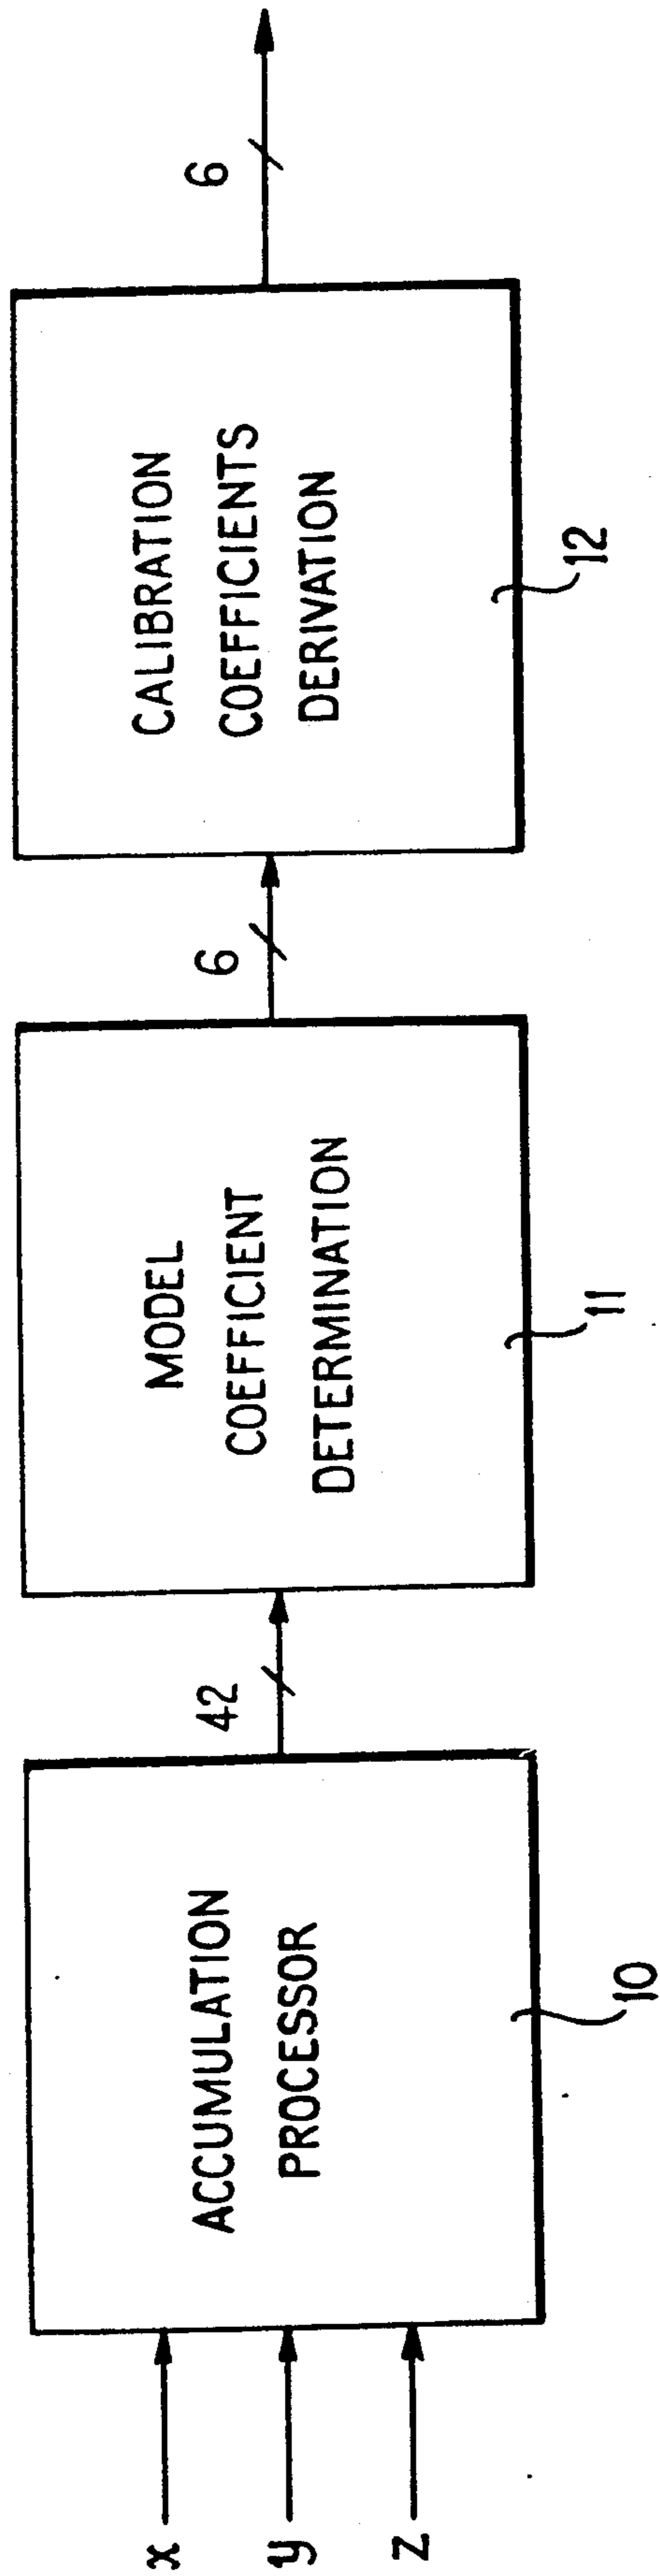 x
y
z
ACCUMULATION
PROCESSOR
10
42
MODEL
COEFFICIENT
DETERMINATION
11
6
CALIBRATION
COEFFICIENTS
DERIVATION
12
6